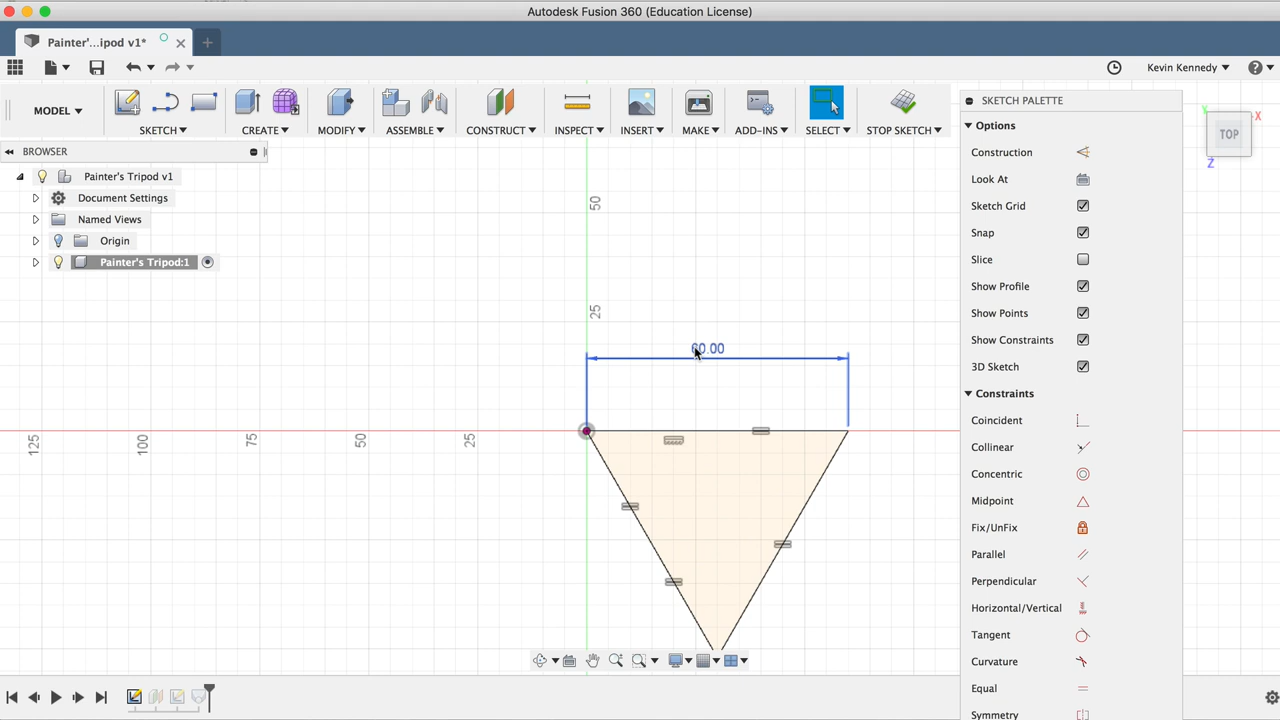 Autodesk Fusion 360 (Education License)
Painter'...ipod v1*
Kevin Kennedy
MODEL
SKETCH
CREATE
MODIFY
ASSEMBLE
CONSTRUCT
INSPECT
INSERT
MAKE
ADD-INS
SELECT
STOP SKETCH
BROWSER
Painter's Tripod v1
Document Settings
Named Views
Origin
Painter's Tripod:1
50
25
60.00
125
100
75
50
25
SKETCH PALETTE
Options
Construction
Look At
Sketch Grid
Snap
Slice
Show Profile
Show Points
Show Constraints
3D Sketch
Constraints
Coincident
Collinear
Concentric
Midpoint
Fix/UnFix
Parallel
Perpendicular
Horizontal/Vertical
Tangent
Curvature
Equal
Symmetry
Y
X
TOP
Z